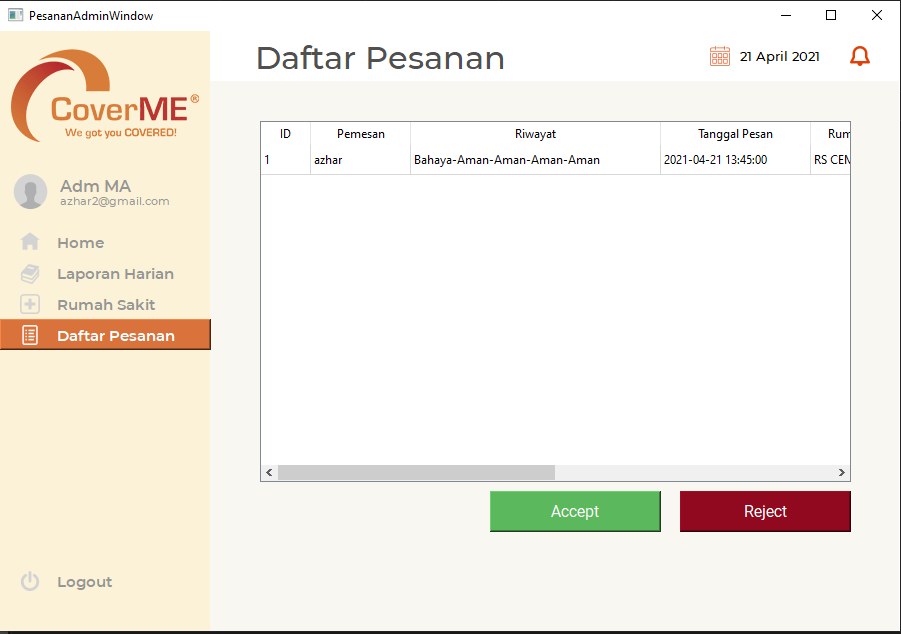 PesananAdminWindow
CoverME®
We got you COVERED!
Adm MA
azhar2@gmail.com
Home
Laporan Harian
Rumah Sakit
Daftar Pesanan
Logout
Daftar Pesanan
21 April 2021
ID Pemesan Riwayat Tanggal Pesan Rum
1 azhar Bahaya-Aman-Aman-Aman-Aman 2021-04-21 13:45:00 RS CEN
Accept Reject